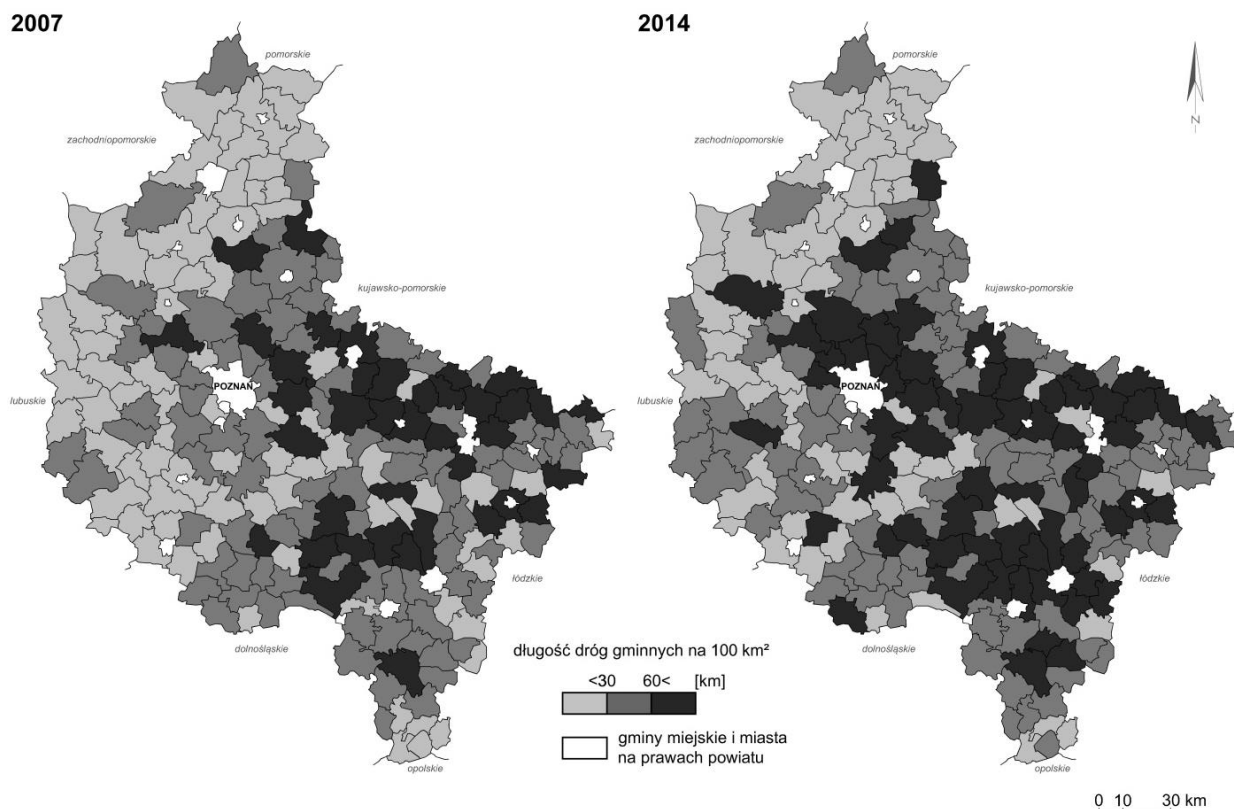 2007
2014
pomorskie
pomorskie
N
zachodniopomorskie
zachodniopomorskie
kujawsko-pomorskie
kujawsko-pomorskie
POZNAŃ
POZNAŃ
lubuskie
lubuskie
łódzkie
łódzkie
dolnośląskie
dolnośląskie
długość dróg gminnych na 100 km²
<30 60< [km]
gminy miejskie i miasta
na prawach powiatu
opolskie
opolskie
0 10 30 km